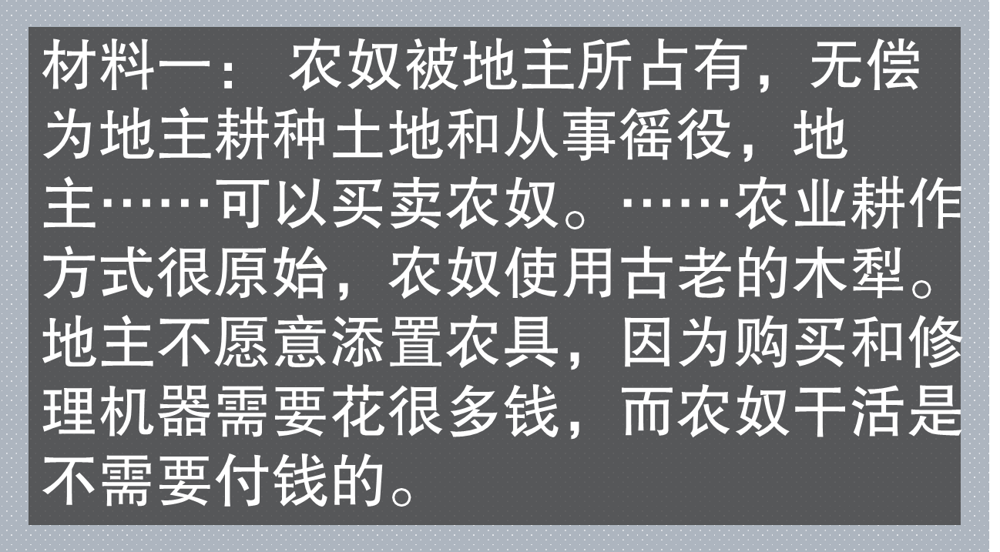 材料一： 农奴被地主所占有，无偿
为地主耕种土地和从事徭役，地
主……可以买卖农奴。……农业耕作
方式很原始，农奴使用古老的木犁。
地主不愿意添置农具，因为购买和修
理机器需要花很多钱，而农奴干活是
不需要付钱的。